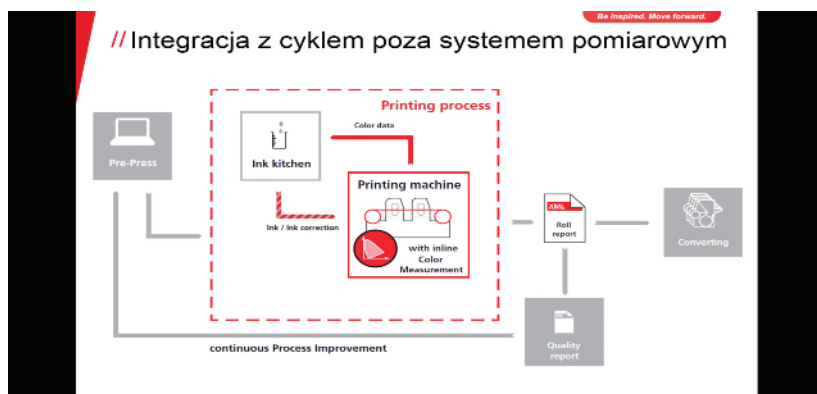 Be inspired. Move forward.
// Integracja z cyklem poza systemem pomiarowym
Printing process
Pre-Press
Ink kitchen
Color data
Ink / Ink correction
Printing machine
with inline
Color
Measurement
XML
Roll
report
Converting
Quality
report
continuous Process Improvement